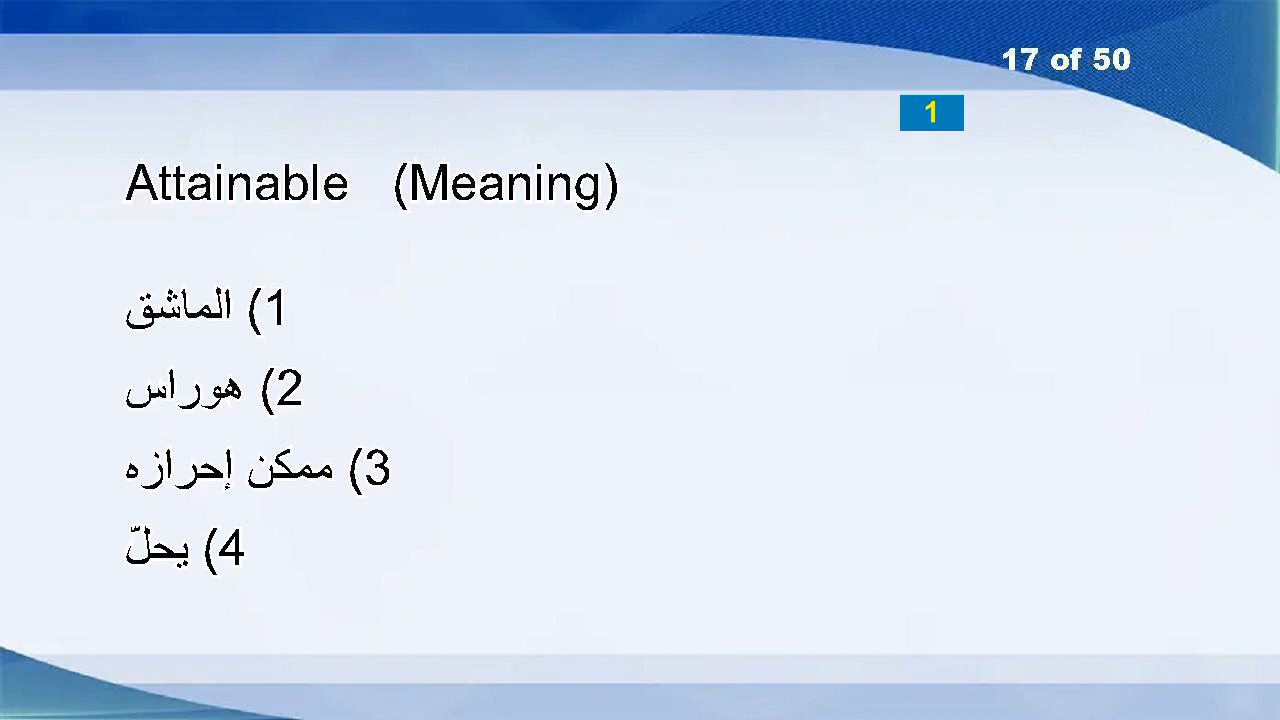 17 of 50
1
Attainable (Meaning)
1) الماشق
2) هوراس
3) ممكن إحرازه
4) يحلّ